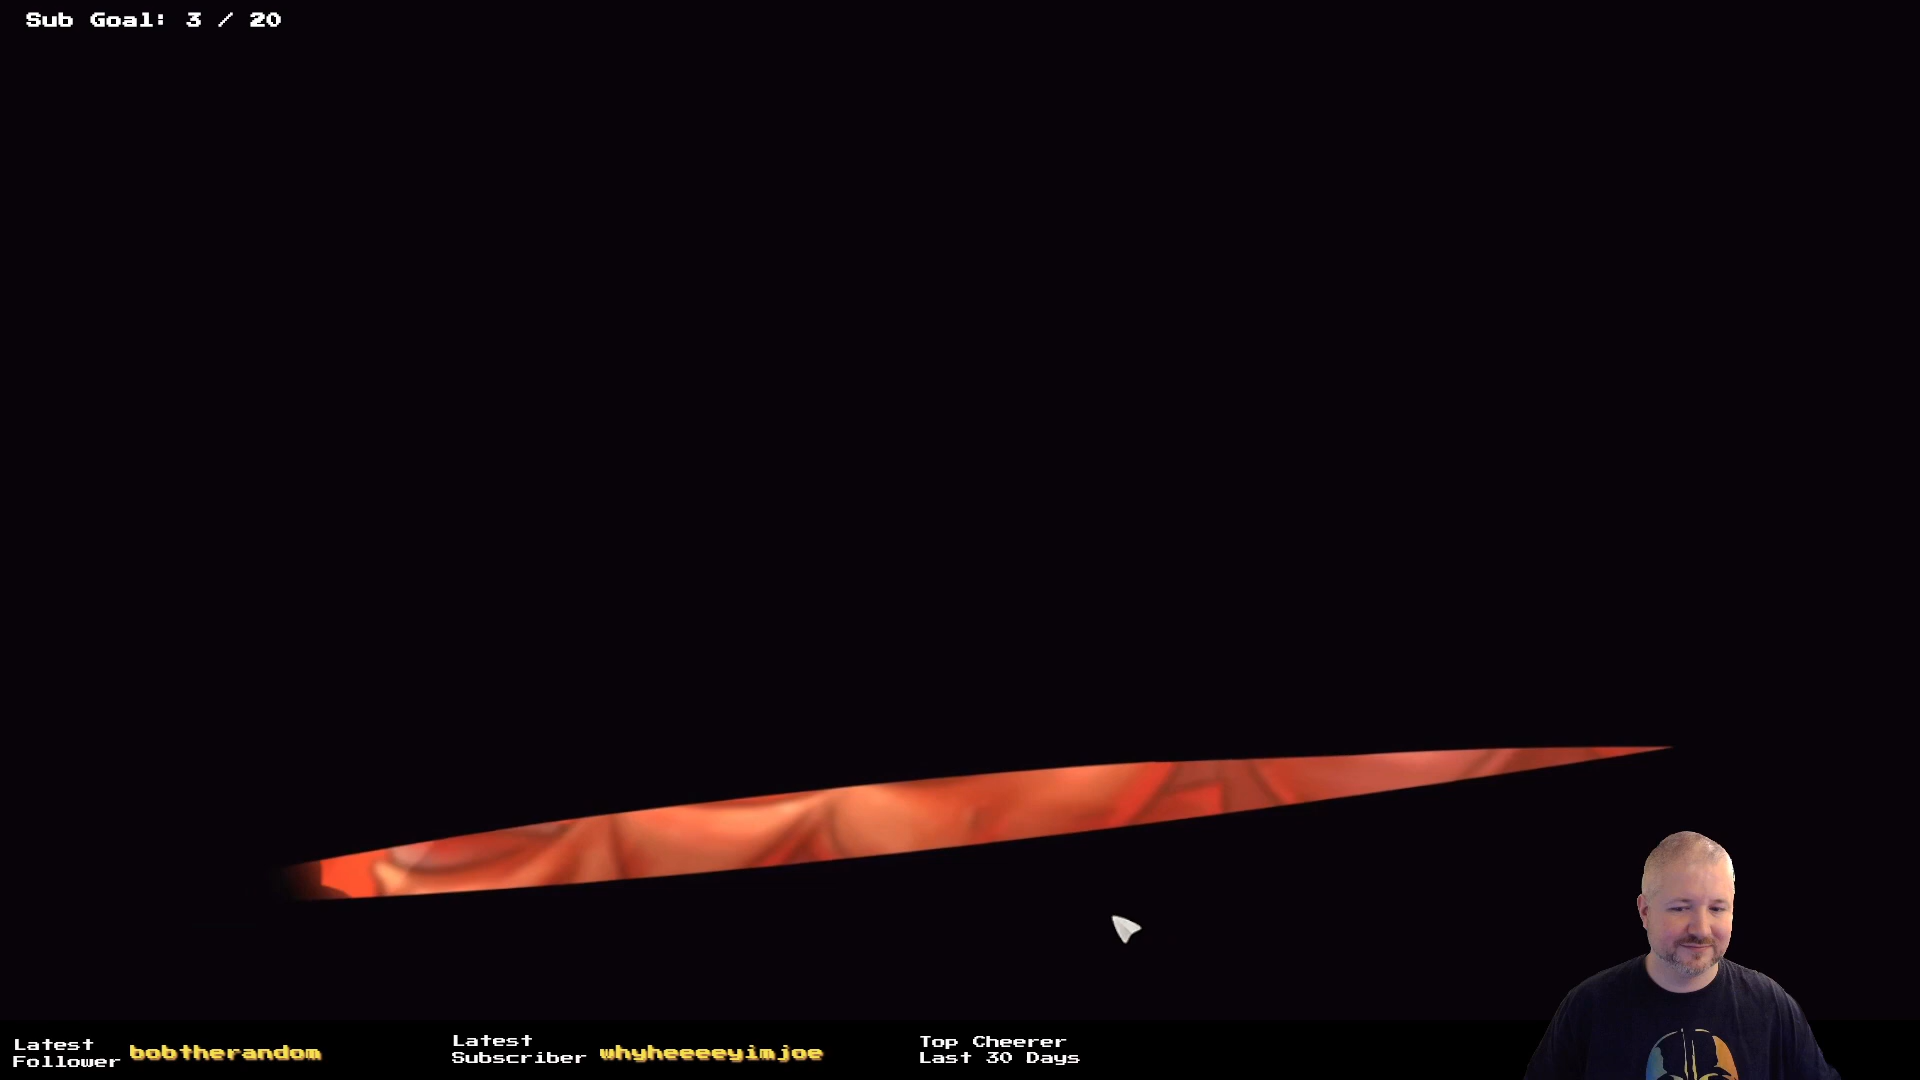 Sub Goal: 3 / 20
Latest
Follower
bobtherandom
Latest
Subscriber
whyheeeeyimjoe
Top Cheerer
Last 30 Days